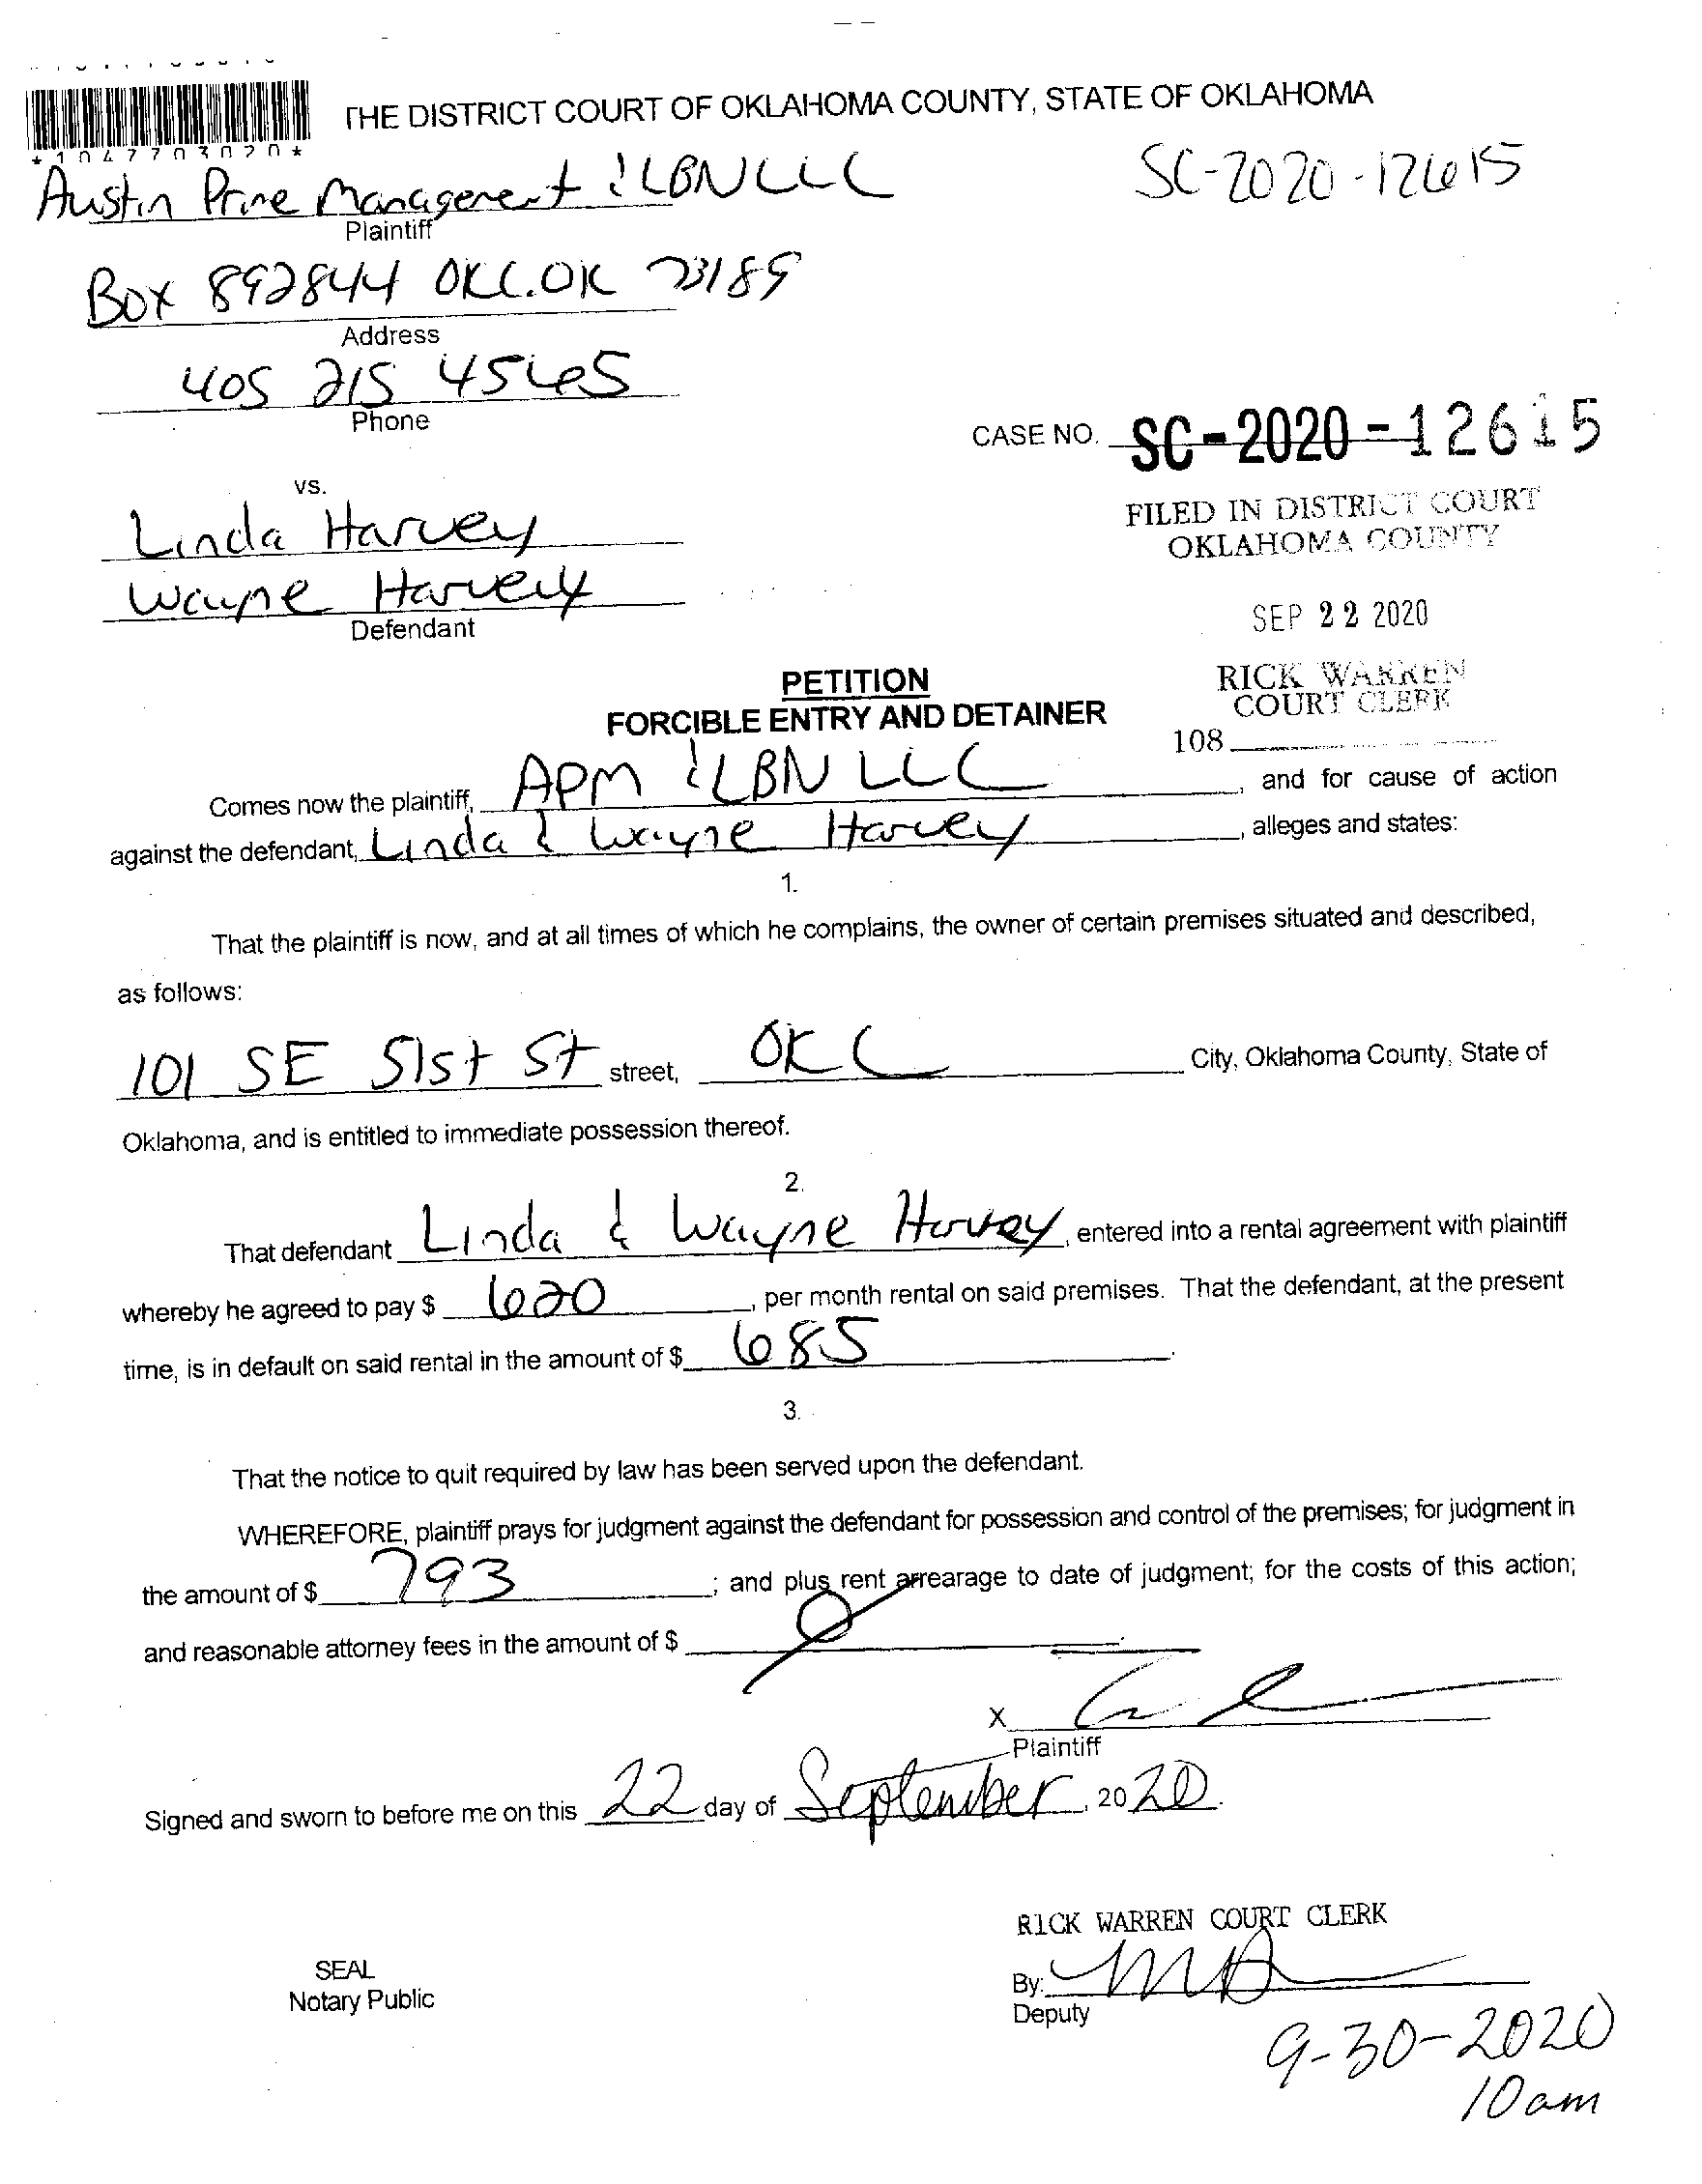 THE DISTRICT COURT OF OKLAHOMA COUNTY, STATE OF OKLAHOMA
*1047703020*
Austin Prine Management & LBN LLC
SC-2020-12615
Plaintiff
Box 892844 OKC. OK 73189
Address
405 215 4565
Phone
CASE NO. SC-2020-12615
vs.
FILED IN DISTRICT COURT
OKLAHOMA COUNTY
Linda Harvey
Wayne Harvey
Defendant
SEP 22 2020
PETITION
FORCIBLE ENTRY AND DETAINER
RICK WARREN
COURT CLERK
108
Comes now the plaintiff, APM & LBN LLC, and for cause of action
against the defendant, Linda & Wayne Harvey, alleges and states:
1.
That the plaintiff is now, and at all times of which he complains, the owner of certain premises situated and described,
as follows:
101 SE 51st St street, OKC City, Oklahoma County, State of
Oklahoma, and is entitled to immediate possession thereof.
2.
That defendant Linda & Wayne Harvey, entered into a rental agreement with plaintiff
whereby he agreed to pay $ 620, per month rental on said premises. That the defendant, at the present
time, is in default on said rental in the amount of $ 685.
3.
That the notice to quit required by law has been served upon the defendant.
WHEREFORE, plaintiff prays for judgment against the defendant for possession and control of the premises; for judgment in
the amount of $ 793; and plus rent arrearage to date of judgment; for the costs of this action;
and reasonable attorney fees in the amount of $ 0.
X
Plaintiff
Signed and sworn to before me on this 22 day of September, 2020.
RICK WARREN COURT CLERK
SEAL
Notary Public
By:
Deputy
9-30-2020
10am